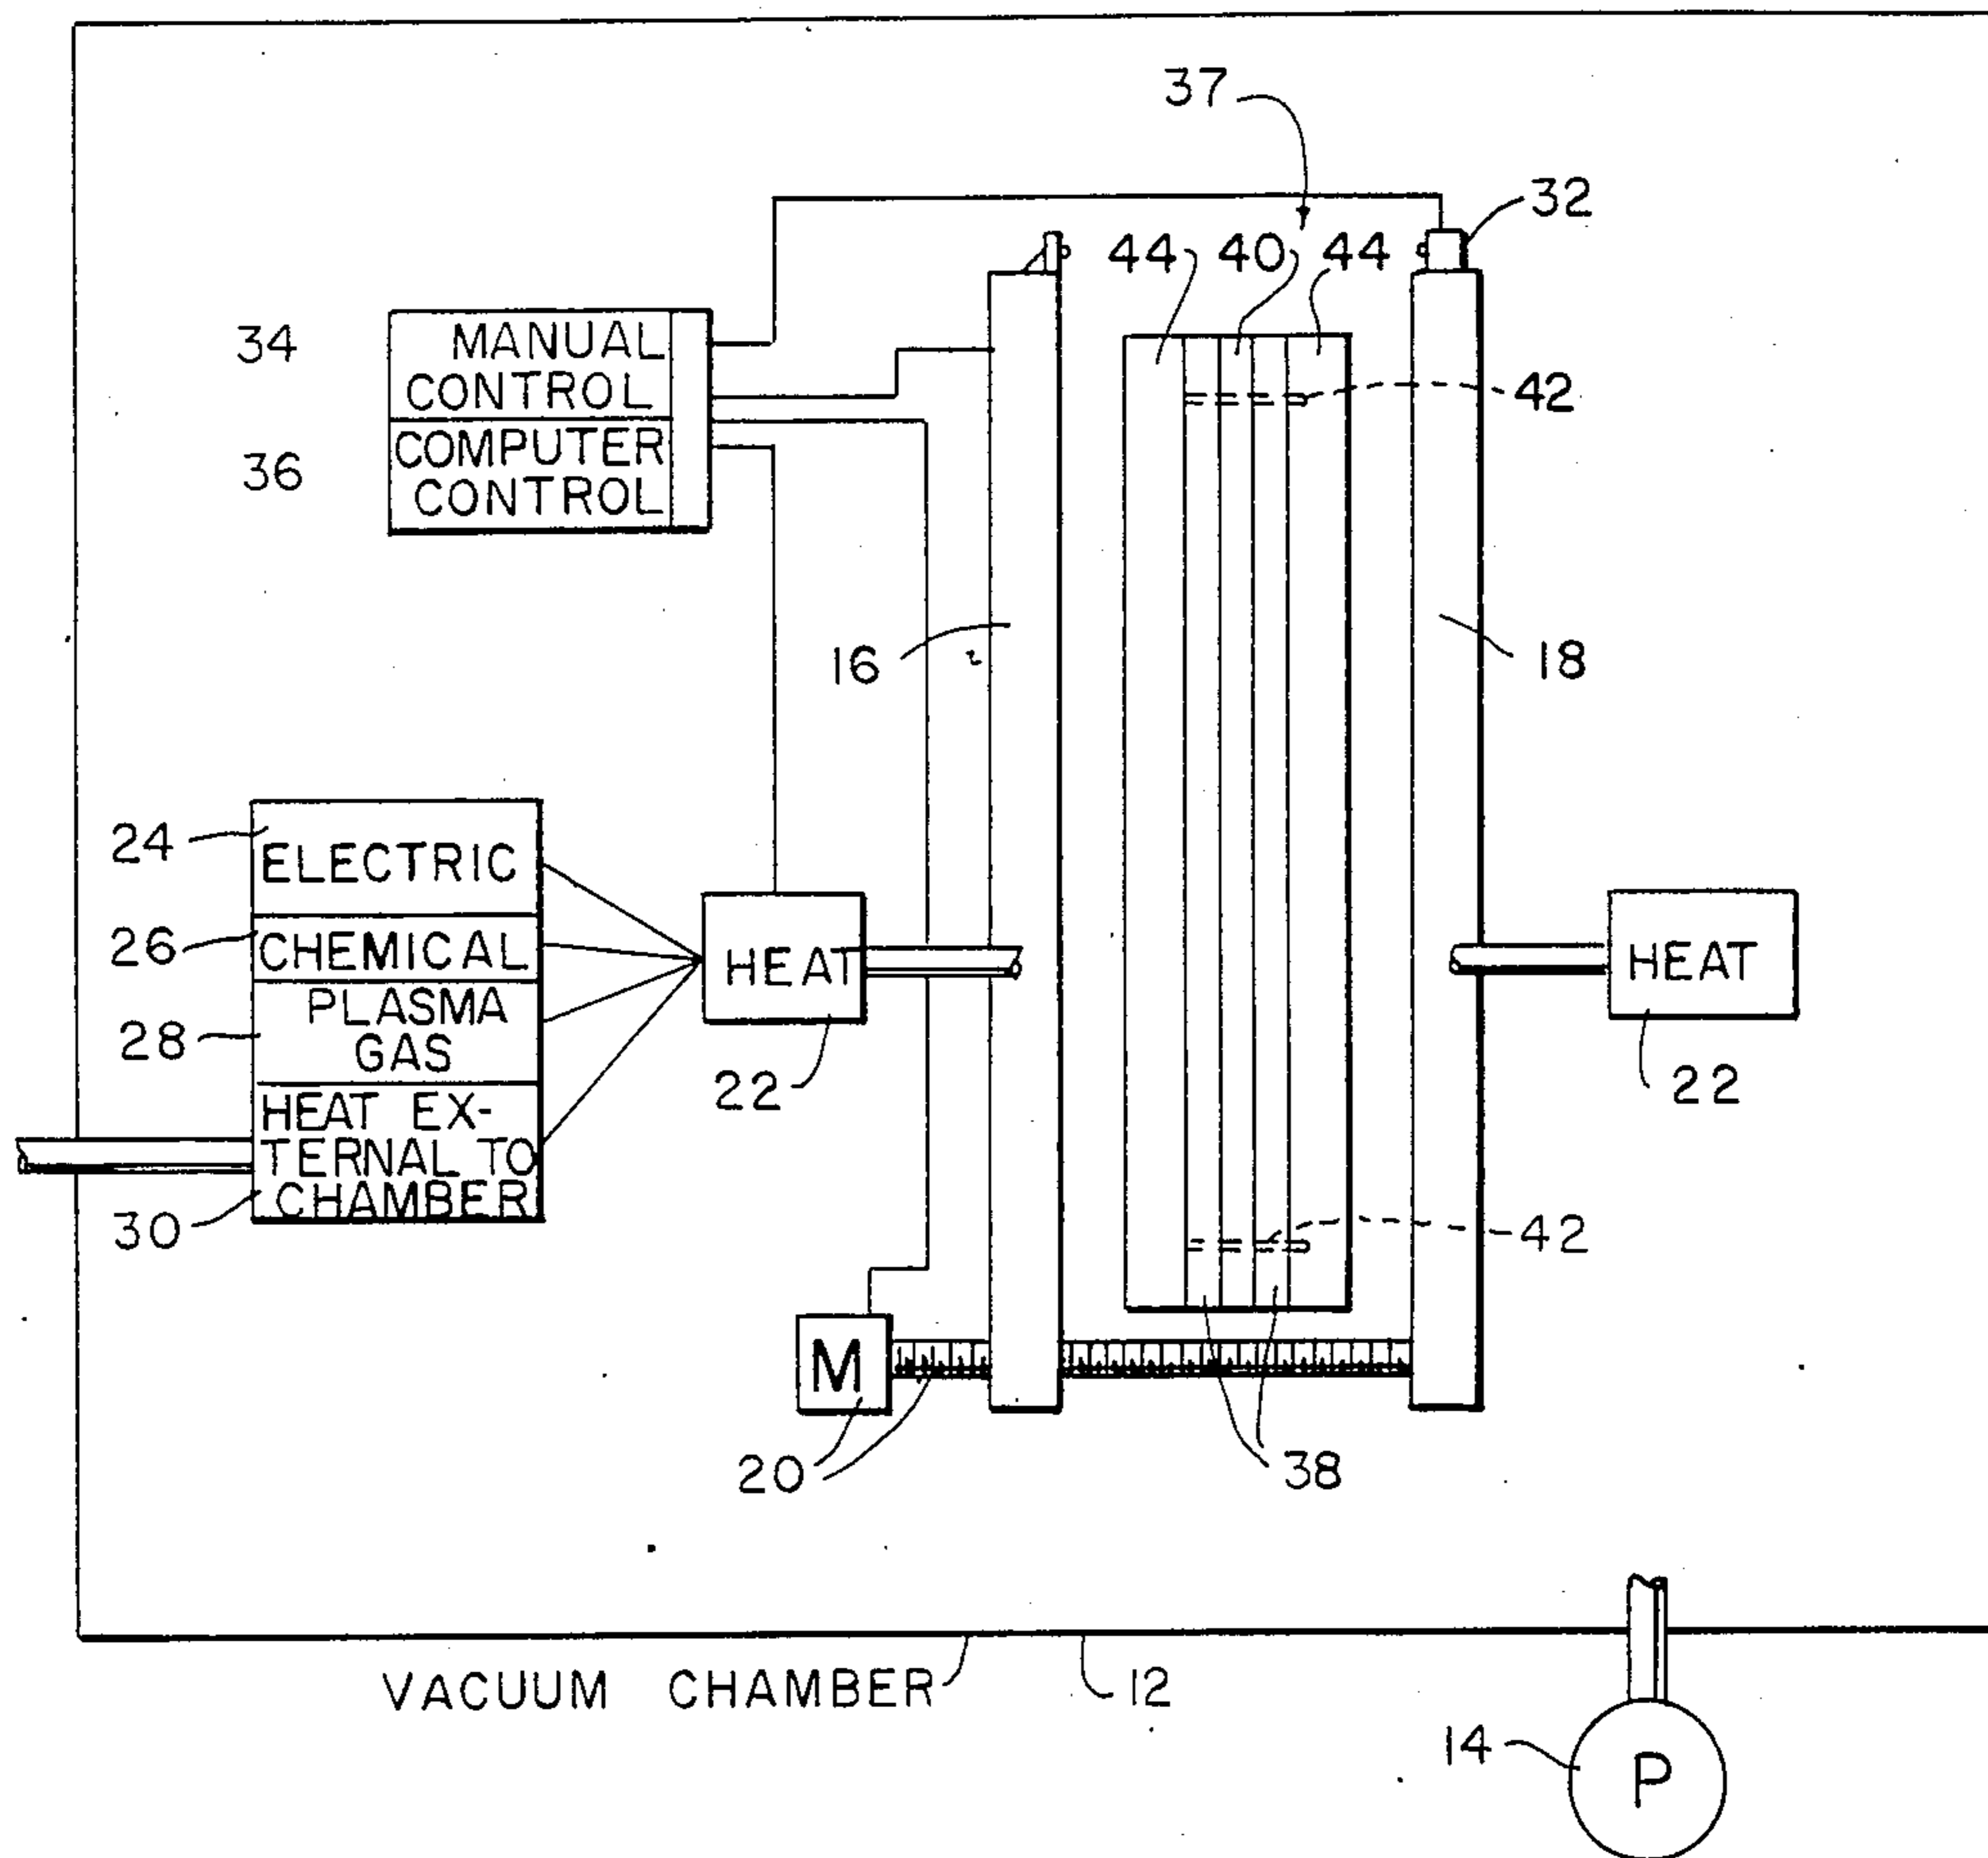 37
32
44 40 44
34
MANUAL
CONTROL
42
36
COMPUTER
CONTROL
16
18
24
ELECTRIC
26
CHEMICAL
HEAT
HEAT
28
PLASMA
GAS
22
22
HEAT EX-
TERNAL TO
CHAMBER
30
42
M
20
38
VACUUM CHAMBER
12
14
P